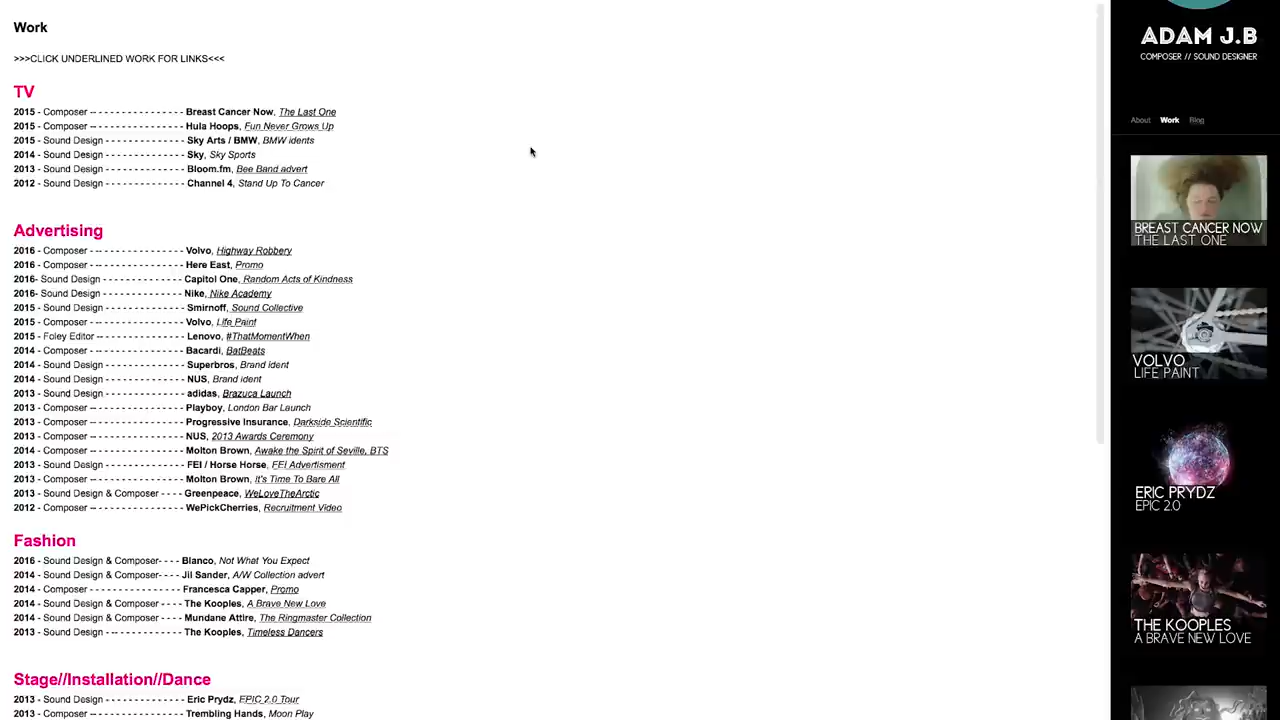 Work
>>>CLICK UNDERLINED WORK FOR LINKS<<<
TV
2015 - Composer -- - - - - - - - - - - - - - - - Breast Cancer Now, The Last One
2015 - Composer -- - - - - - - - - - - - - - - - Hula Hoops, Fun Never Grows Up
2015 - Sound Design - - - - - - - - - - - - - - Sky Arts / BMW, BMW idents
2014 - Sound Design - - - - - - - - - - - - - - Sky, Sky Sports
2013 - Sound Design - - - - - - - - - - - - - - Bloom.fm, Bee Band advert
2012 - Sound Design - - - - - - - - - - - - - - Channel 4, Stand Up To Cancer
Advertising
2016 - Composer -- - - - - - - - - - - - - - - - Volvo, Highway Robbery
2016 - Composer -- - - - - - - - - - - - - - - - Here East, Promo
2016- Sound Design - - - - - - - - - - - - - - Capitol One, Random Acts of Kindness
2016- Sound Design - - - - - - - - - - - - - - Nike, Nike Academy
2015 - Sound Design - - - - - - - - - - - - - - Smirnoff, Sound Collective
2015 - Composer -- - - - - - - - - - - - - - - - Volvo, Life Paint
2015 - Foley Editor -- - - - - - - - - - - - - - - Lenovo, #ThatMomentWhen
2014 - Composer -- - - - - - - - - - - - - - - - Bacardi, BatBeats
2014 - Sound Design - - - - - - - - - - - - - - Superbros, Brand ident
2014 - Sound Design - - - - - - - - - - - - - - NUS, Brand ident
2013 - Sound Design - - - - - - - - - - - - - - adidas, Brazuca Launch
2013 - Composer -- - - - - - - - - - - - - - - - Playboy, London Bar Launch
2013 - Composer -- - - - - - - - - - - - - - - - Progressive Insurance, Darkside Scientific
2013 - Composer -- - - - - - - - - - - - - - - - NUS, 2013 Awards Ceremony
2014 - Composer -- - - - - - - - - - - - - - - - Molton Brown, Awake the Spirit of Seville, BTS
2013 - Sound Design - - - - - - - - - - - - - - FEI / Horse Horse, FEI Advertisment
2013 - Composer -- - - - - - - - - - - - - - - - Molton Brown, It's Time To Bare All
2013 - Sound Design & Composer - - - - Greenpeace, WeLoveTheArctic
2012 - Composer -- - - - - - - - - - - - - - - - WePickCherries, Recruitment Video
Fashion
2016 - Sound Design & Composer- - - - Blanco, Not What You Expect
2014 - Sound Design & Composer- - - - Jil Sander, A/W Collection advert
2014 - Composer - - - - - - - - - - - - - - - - - Francesca Capper, Promo
2014 - Sound Design & Composer - - - - The Kooples, A Brave New Love
2014 - Sound Design & Composer - - - - Mundane Attire, The Ringmaster Collection
2013 - Sound Design - -- - - - - - - - - - - - - The Kooples, Timeless Dancers
Stage//Installation//Dance
2013 - Sound Design - - - - - - - - - - - - - - Eric Prydz, EPIC 2.0 Tour
2013 - Composer -- - - - - - - - - - - - - - - - Trembling Hands, Moon Play
ADAM J.B
COMPOSER // SOUND DESIGNER
About Work Blog
BREAST CANCER NOW
THE LAST ONE
VOLVO
LIFE PAINT
ERIC PRYDZ
EPIC 2.0
THE KOOPLES
A BRAVE NEW LOVE